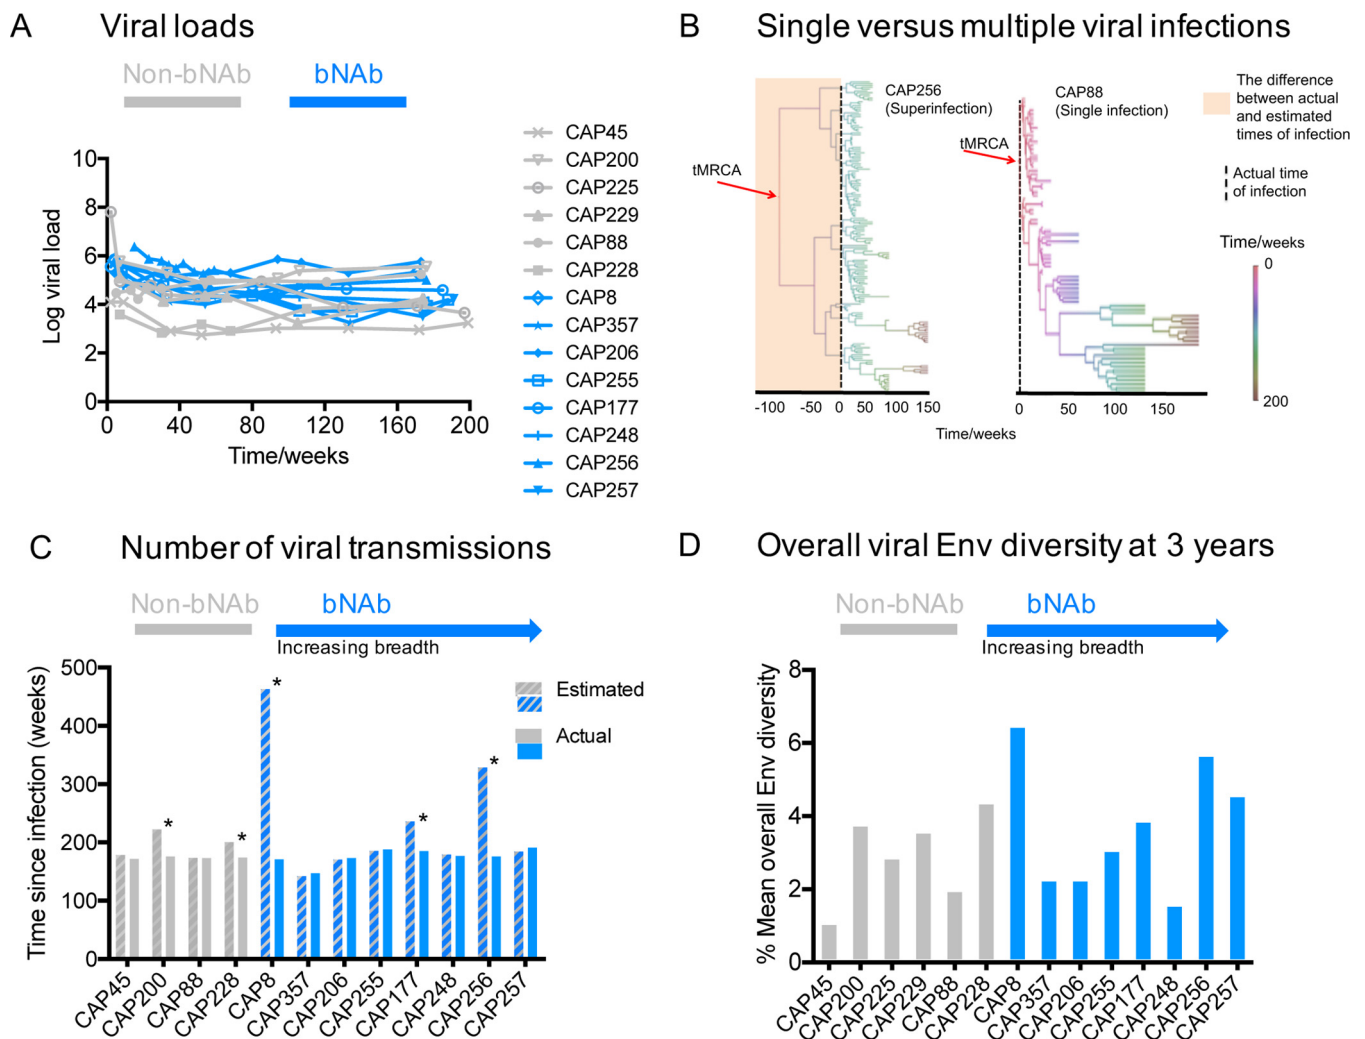 A Viral loads
Non-bNAb bNAb
10
8
6
4
2
0
Log viral load
0 40 80 120 160 200
Time/weeks
CAP45
CAP200
CAP225
CAP229
CAP88
CAP228
CAP8
CAP357
CAP206
CAP255
CAP177
CAP248
CAP256
CAP257
B Single versus multiple viral infections
CAP256
(Superinfection)
tMRCA
-100 -50 0 50 100 150
CAP88
(Single infection)
tMRCA
0 50 100 150
Time/weeks
The difference
between actual
and estimated
times of infection
Actual time
of infection
Time/weeks
0
200
C Number of viral transmissions
Non-bNAb bNAb
Increasing breadth
500
400
300
200
100
0
Time since infection (weeks)
* * * * *
Estimated
Actual
CAP45 CAP200 CAP88 CAP228 CAP8 CAP357 CAP206 CAP255 CAP177 CAP248 CAP256 CAP257
D Overall viral Env diversity at 3 years
Non-bNAb bNAb
Increasing breadth
8
6
4
2
0
% Mean overall Env diversity
CAP45 CAP200 CAP225 CAP229 CAP88 CAP228 CAP8 CAP357 CAP206 CAP255 CAP177 CAP248 CAP256 CAP257